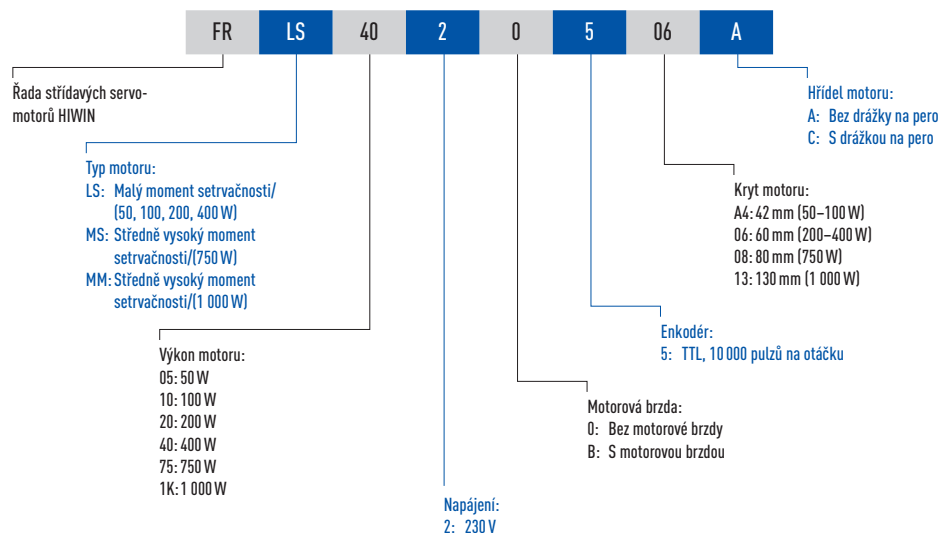 FR LS 40 2 0 5 06 A
Řada střídavých servo-
motorů HIWIN
Typ motoru:
LS: Malý moment setrvačnosti/
(50, 100, 200, 400 W)
MS: Středně vysoký moment
setrvačnosti/(750 W)
MM: Středně vysoký moment
setrvačnosti/(1 000 W)
Výkon motoru:
05: 50 W
10: 100 W
20: 200 W
40: 400 W
75: 750 W
1K: 1 000 W
Napájení:
2: 230 V
Motorová brzda:
0: Bez motorové brzdy
B: S motorovou brzdou
Enkodér:
5: TTL, 10 000 pulzů na otáčku
Kryt motoru:
A4: 42 mm (50–100 W)
06: 60 mm (200–400 W)
08: 80 mm (750 W)
13: 130 mm (1 000 W)
Hřídel motoru:
A: Bez drážky na pero
C: S drážkou na pero